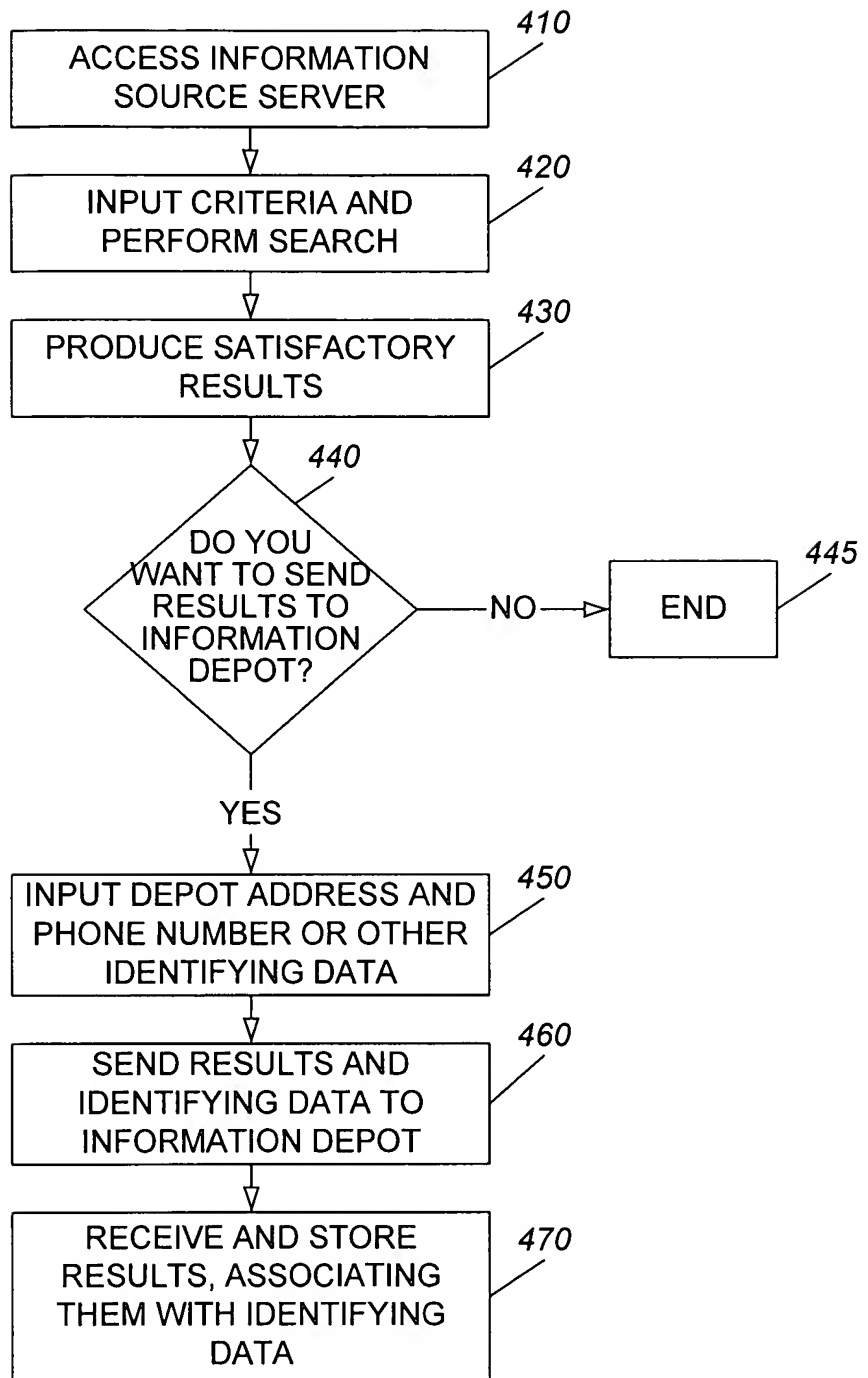 410
ACCESS INFORMATION
SOURCE SERVER
420
INPUT CRITERIA AND
PERFORM SEARCH
430
PRODUCE SATISFACTORY
RESULTS
440
DO YOU
WANT TO SEND
RESULTS TO
INFORMATION
DEPOT?
NO
445
END
YES
450
INPUT DEPOT ADDRESS AND
PHONE NUMBER OR OTHER
IDENTIFYING DATA
460
SEND RESULTS AND
IDENTIFYING DATA TO
INFORMATION DEPOT
470
RECEIVE AND STORE
RESULTS, ASSOCIATING
THEM WITH IDENTIFYING
DATA